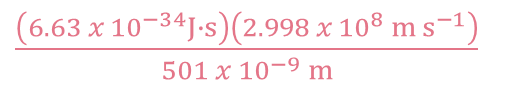 (6.63 x 10⁻³⁴J·s)(2.998 x 10⁸ m s⁻¹)
501 x 10⁻⁹ m